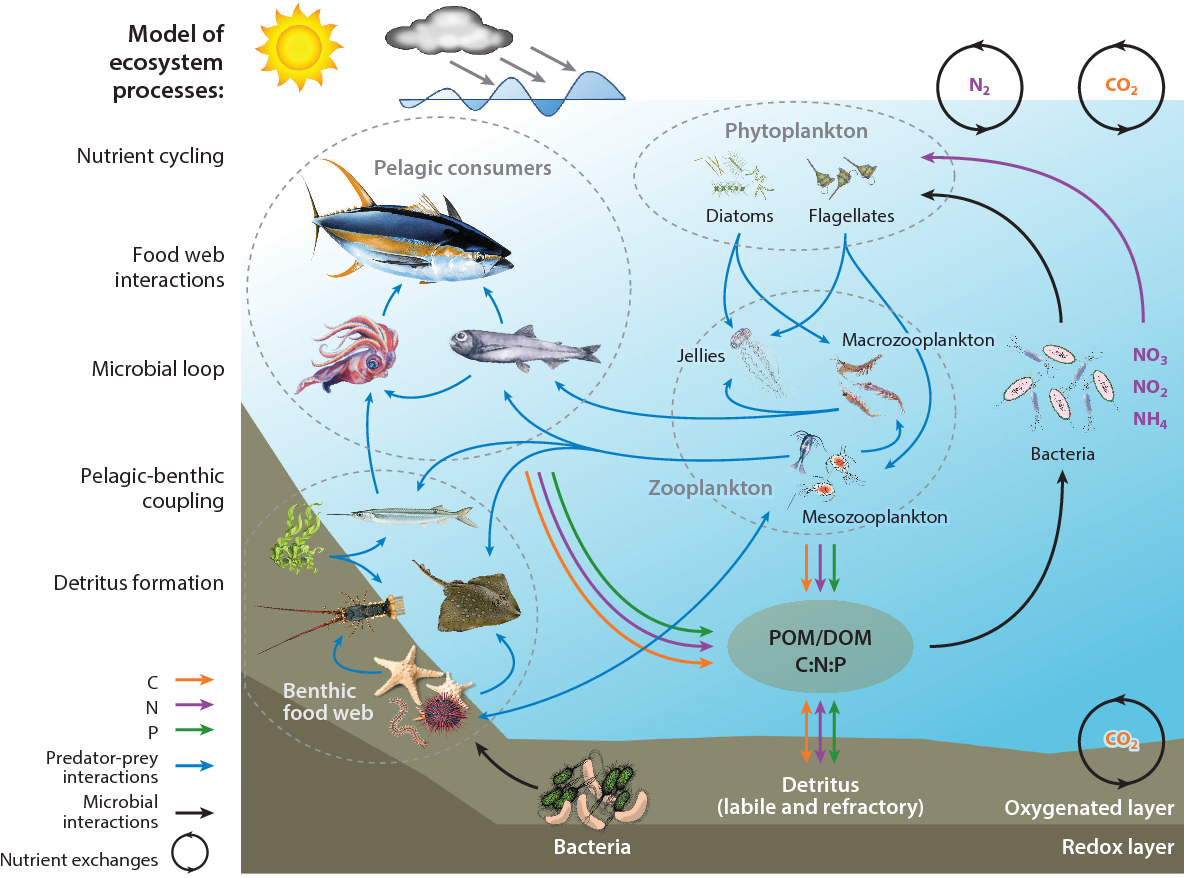 Model of
ecosystem
processes:
Nutrient cycling
Food web
interactions
Microbial loop
Pelagic-benthic
coupling
Detritus formation
C
N
P
Predator-prey
interactions
Microbial
interactions
Nutrient exchanges
Pelagic consumers
Phytoplankton
Diatoms
Flagellates
N₂
CO₂
Jellies
Macrozooplankton
Zooplankton
Mesozooplankton
NO₃
NO₂
NH₄
Bacteria
POM/DOM
C:N:P
Benthic
food web
Detritus
(labile and refractory)
Bacteria
CO₂
Oxygenated layer
Redox layer